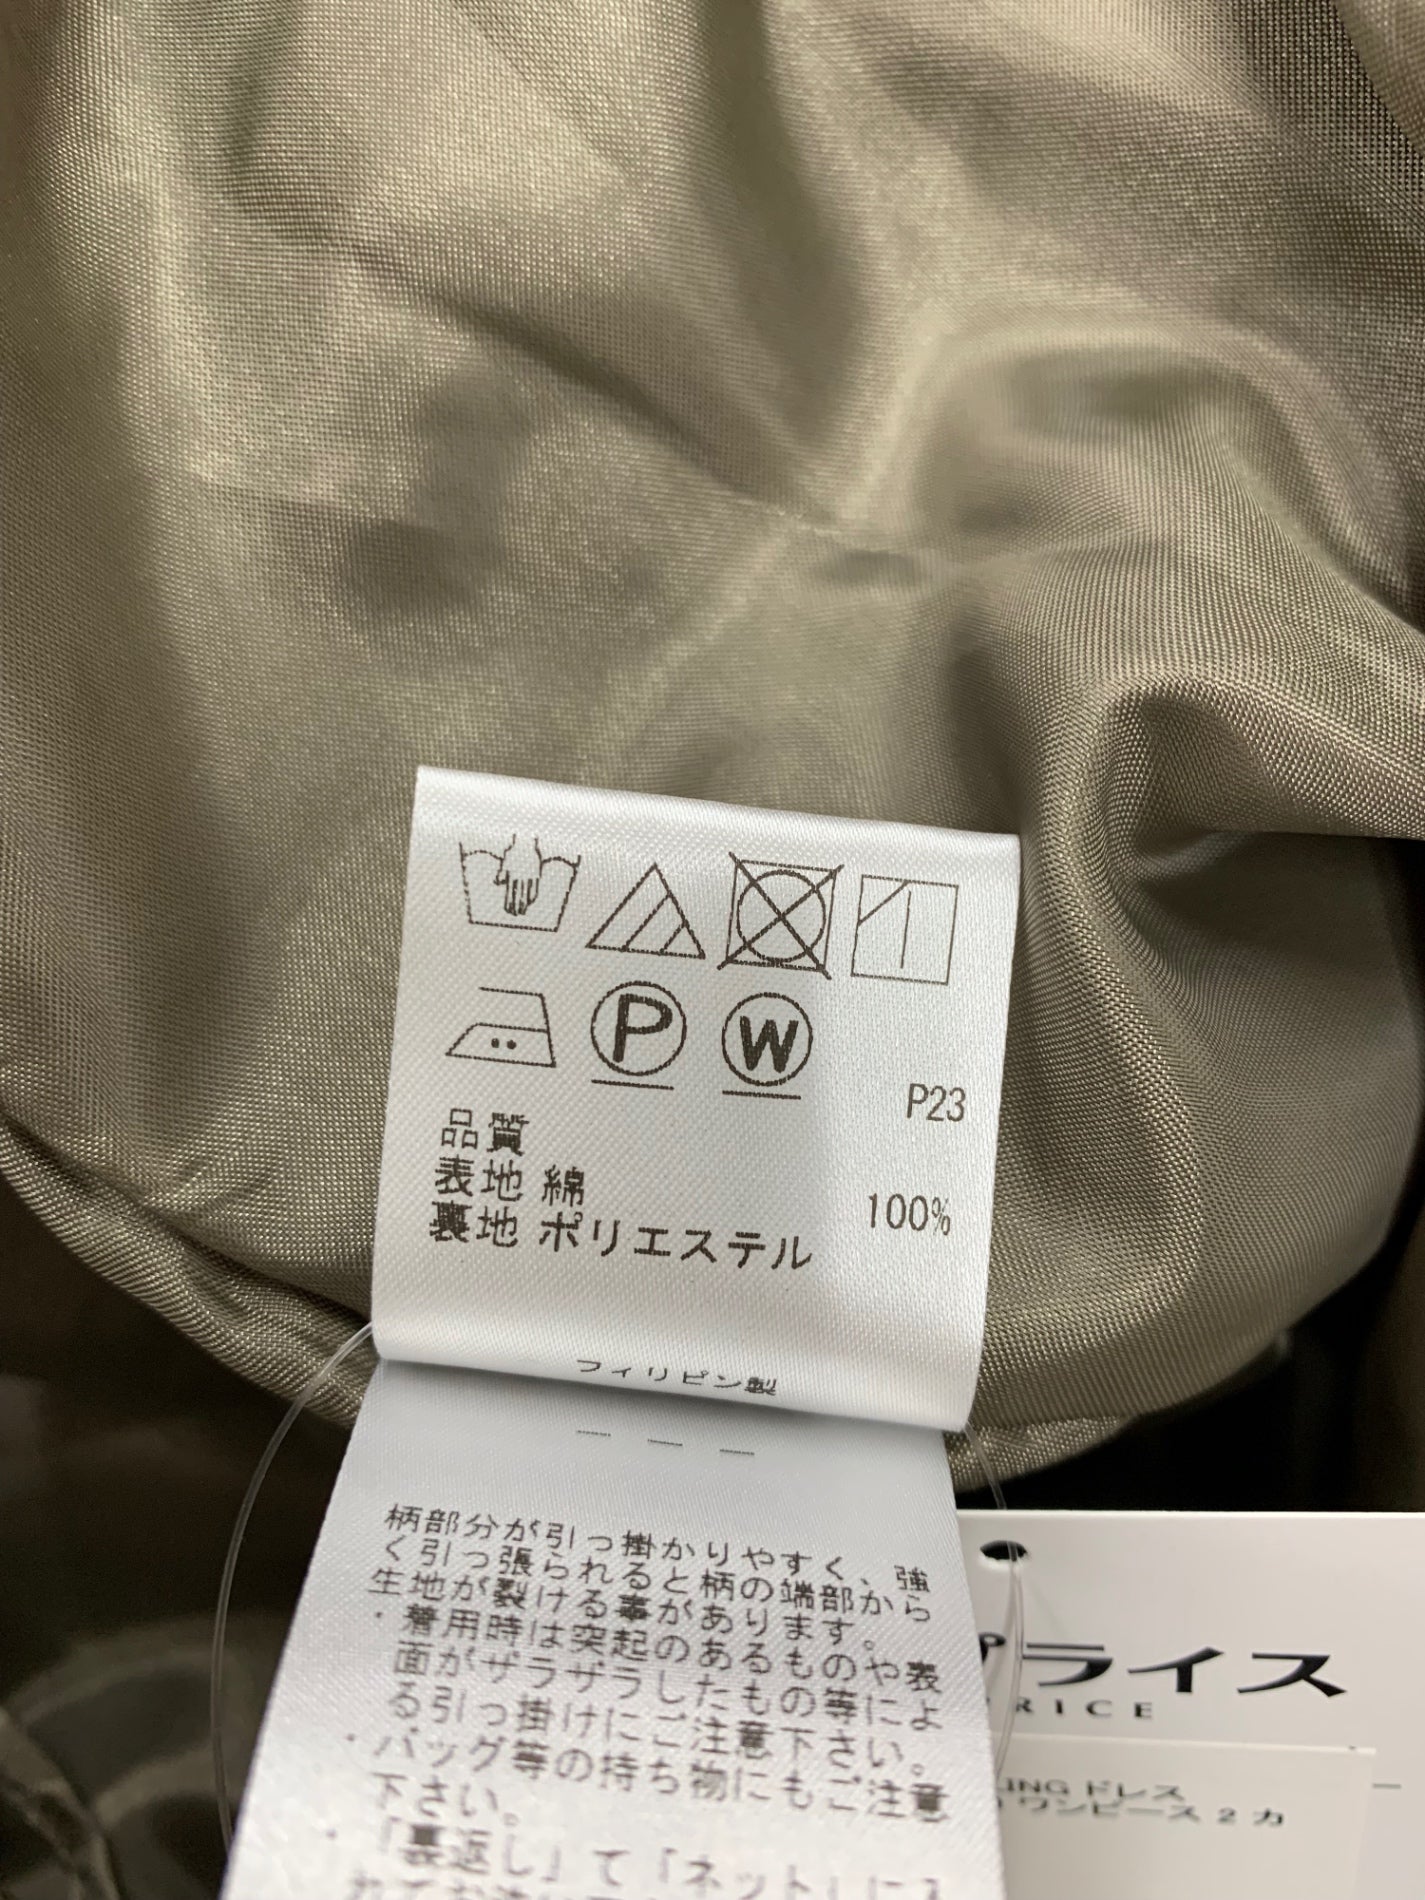 P
W
P23
品質
表地 綿
100%
裏地 ポリエステル
フィリピン製
柄部分が引っ掛かりやすく、強
く引っ張られると柄の端部から
生地が裂ける事があります。
・着用時は突起のあるものや表
面がザラザラしたもの等によ
る引っ掛けにご注意下さい。
・バッグ等の持ち物にもご注意
下さい。
・「裏返し」て「ネット」に入
プライス
RICE
LING ドレス
ワンピース 2 カ